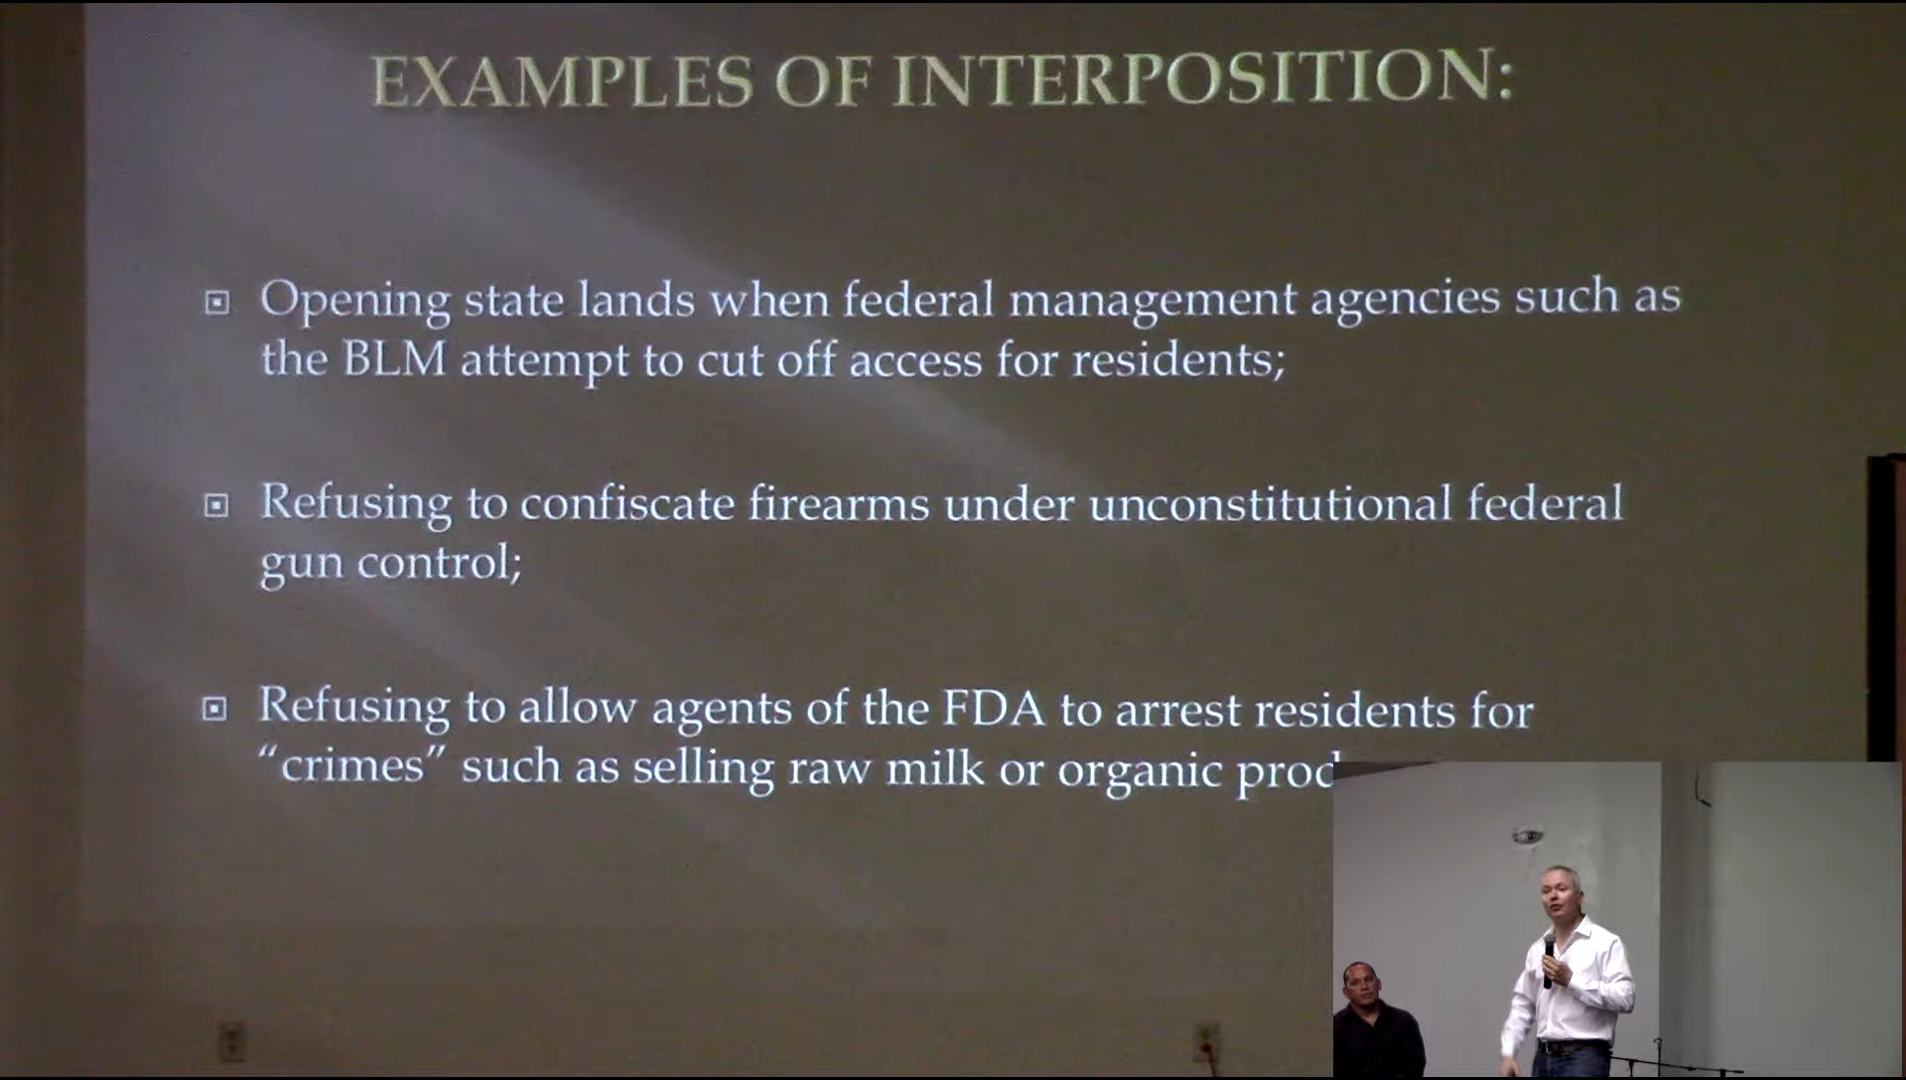 EXAMPLES OF INTERPOSITION:
Opening state lands when federal management agencies such as
the BLM attempt to cut off access for residents;
Refusing to confiscate firearms under unconstitutional federal
gun control;
Refusing to allow agents of the FDA to arrest residents for
“crimes” such as selling raw milk or organic prod